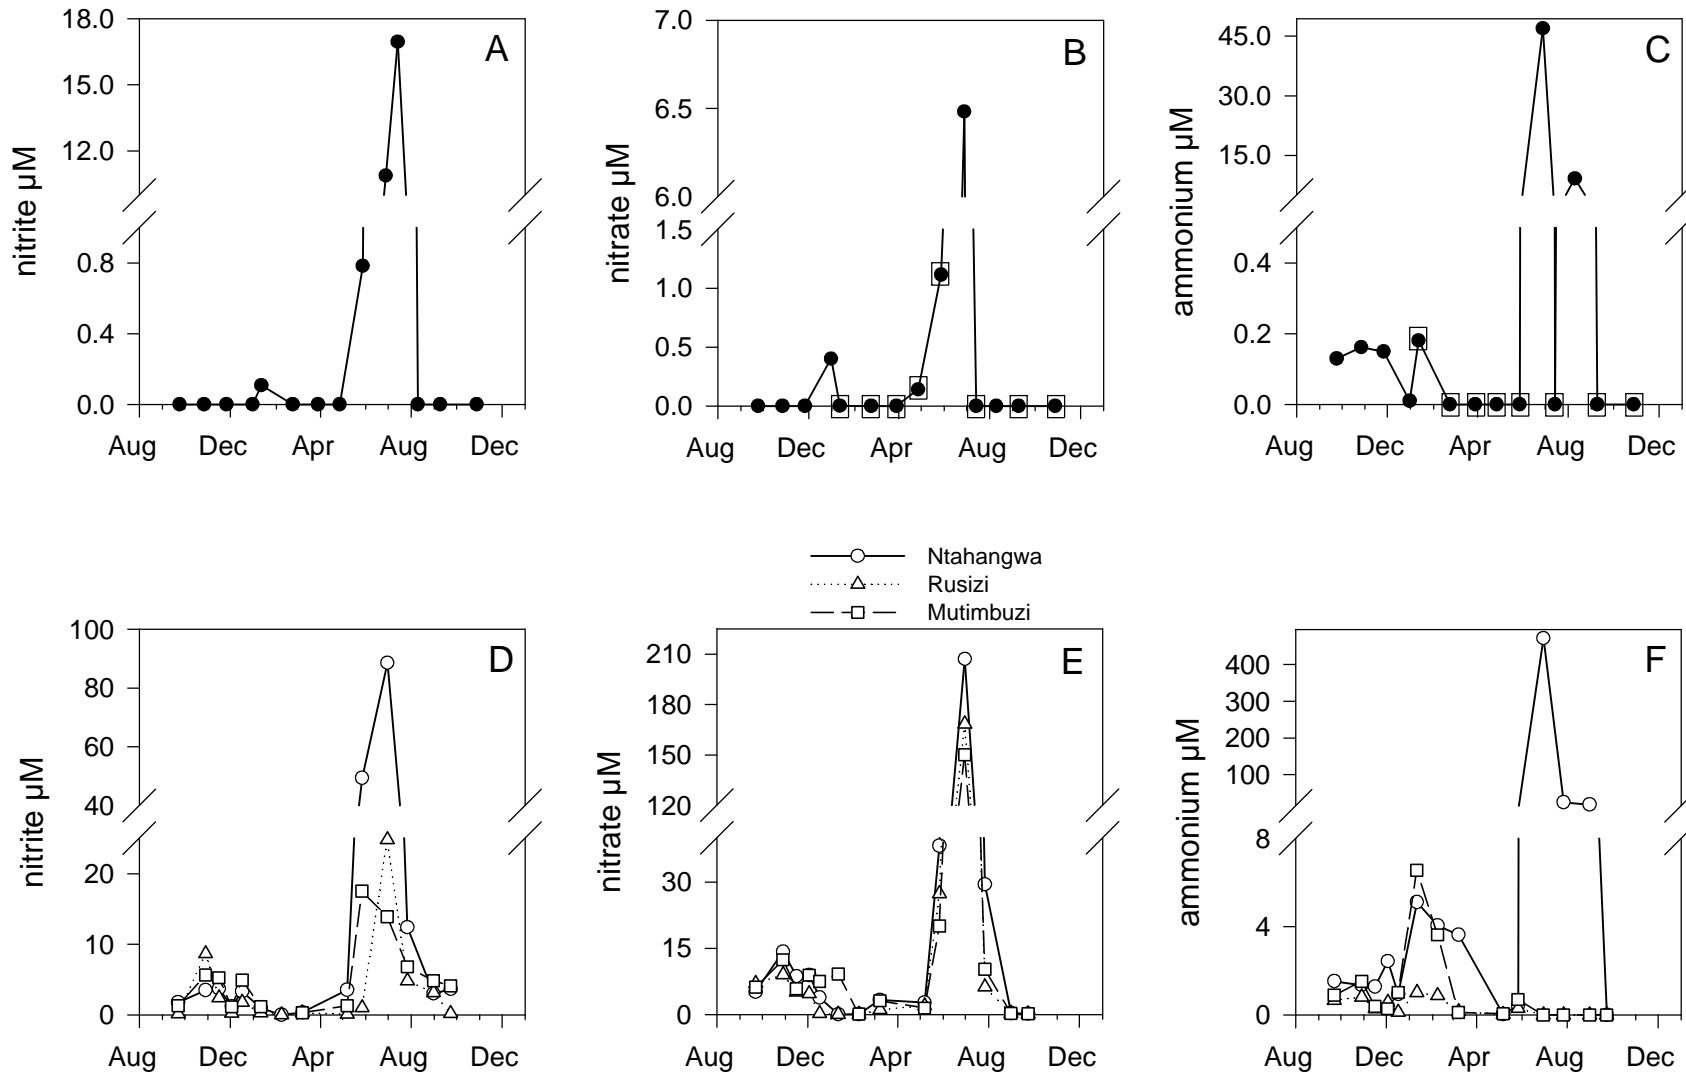 A
nitrite µM
18.0
15.0
12.0
0.8
0.4
0.0
Aug Dec Apr Aug Dec
B
nitrate µM
7.0
6.5
6.0
1.5
1.0
0.5
0.0
Aug Dec Apr Aug Dec
C
ammonium µM
45.0
30.0
15.0
0.4
0.2
0.0
Aug Dec Apr Aug Dec
Ntahangwa
Rusizi
Mutimbuzi
D
nitrite µM
100
80
60
40
20
10
0
Aug Dec Apr Aug Dec
E
nitrate µM
210
180
150
120
30
15
0
Aug Dec Apr Aug Dec
F
ammonium µM
400
300
200
100
8
4
0
Aug Dec Apr Aug Dec